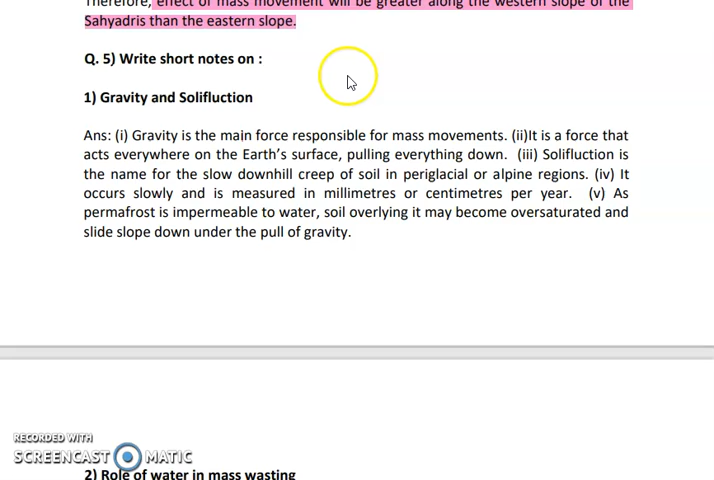 Therefore, effect of mass movement will be greater along the western slope of the
Sahyadris than the eastern slope.
Q. 5) Write short notes on :
1) Gravity and Solifluction
Ans: (i) Gravity is the main force responsible for mass movements. (ii)It is a force that
acts everywhere on the Earth's surface, pulling everything down. (iii) Solifluction is
the name for the slow downhill creep of soil in periglacial or alpine regions. (iv) It
occurs slowly and is measured in millimetres or centimetres per year. (v) As
permafrost is impermeable to water, soil overlying it may become oversaturated and
slide slope down under the pull of gravity.
RECORDED WITH
SCREENCAST MATIC
2) Role of water in mass wasting